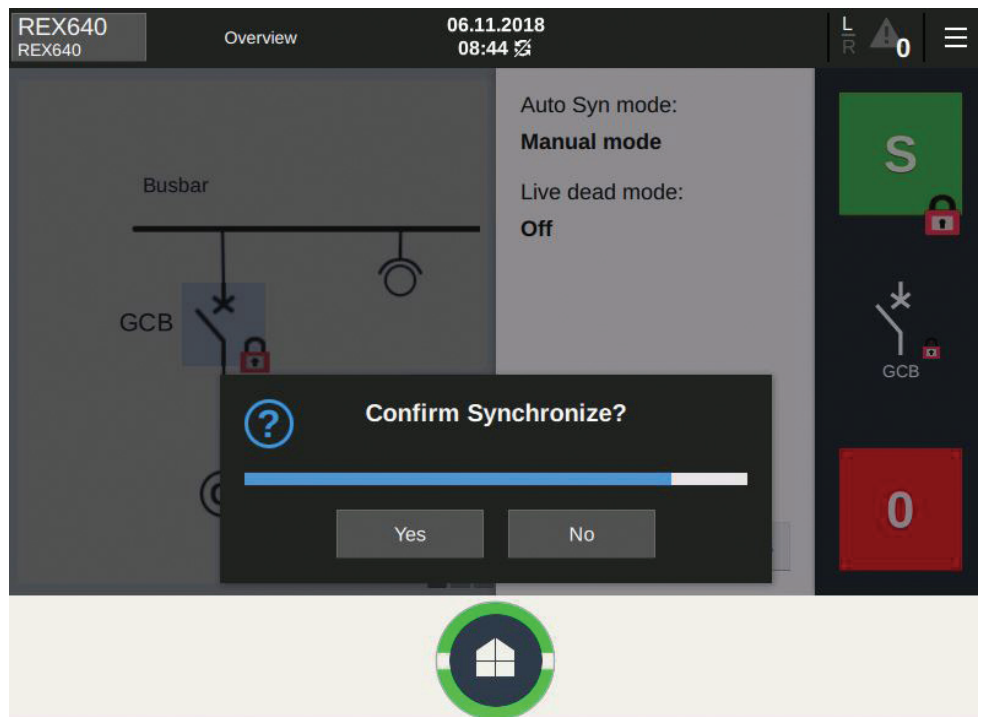 REX640
REX640
Overview
06.11.2018
08:44
L
R
0
Auto Syn mode:
Manual mode
Live dead mode:
Off
Busbar
GCB
S
GCB
Confirm Synchronize?
Yes
No
0